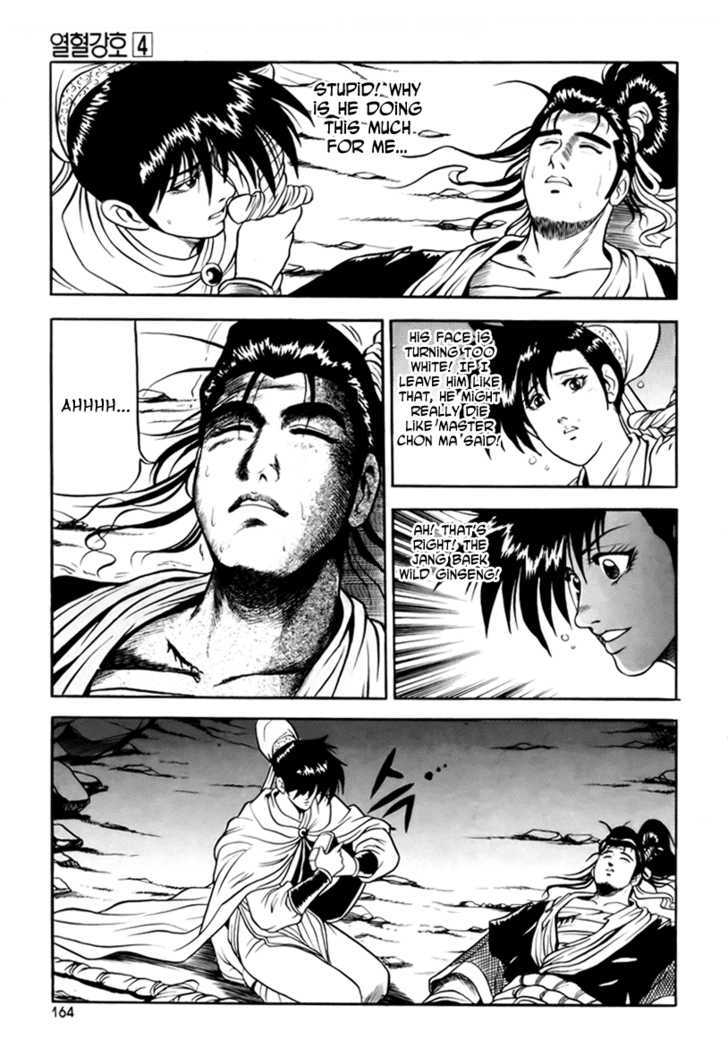 열혈강호 4
STUPID! WHY
IS HE DOING
THIS MUCH
FOR ME...
AHHHH...
HIS FACE IS
TURNING TOO
WHITE! IF I
LEAVE HIM LIKE
THAT, HE MIGHT
REALLY DIE
LIKE MASTER
CHON MA SAID!
AH! THAT'S
RIGHT! THE
JANG BAEK
WILD GINSENG!
164